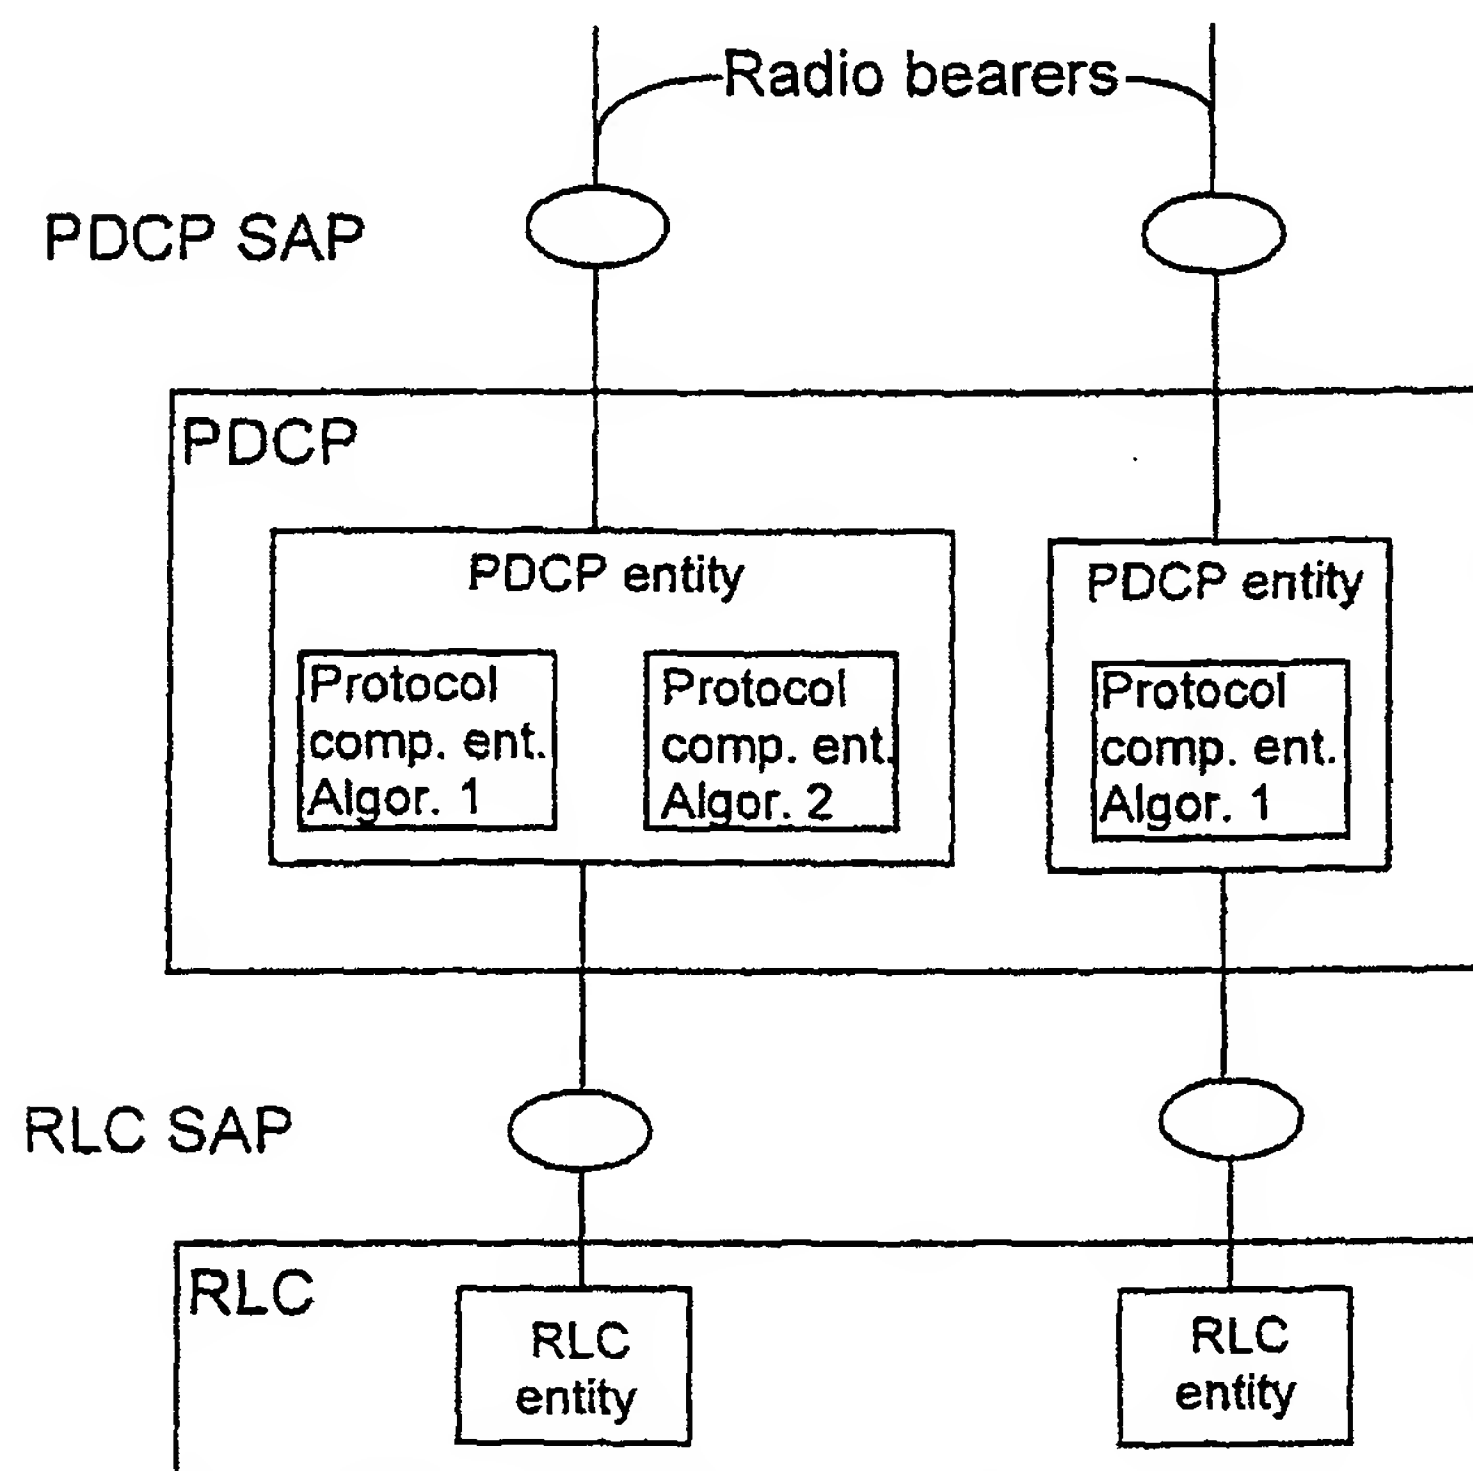 Radio bearers
PDCP SAP
PDCP
PDCP entity
Protocol
comp. ent.
Algor. 1
Protocol
comp. ent.
Algor. 2
PDCP entity
Protocol
comp. ent.
Algor. 1
RLC SAP
RLC
RLC
entity
RLC
entity